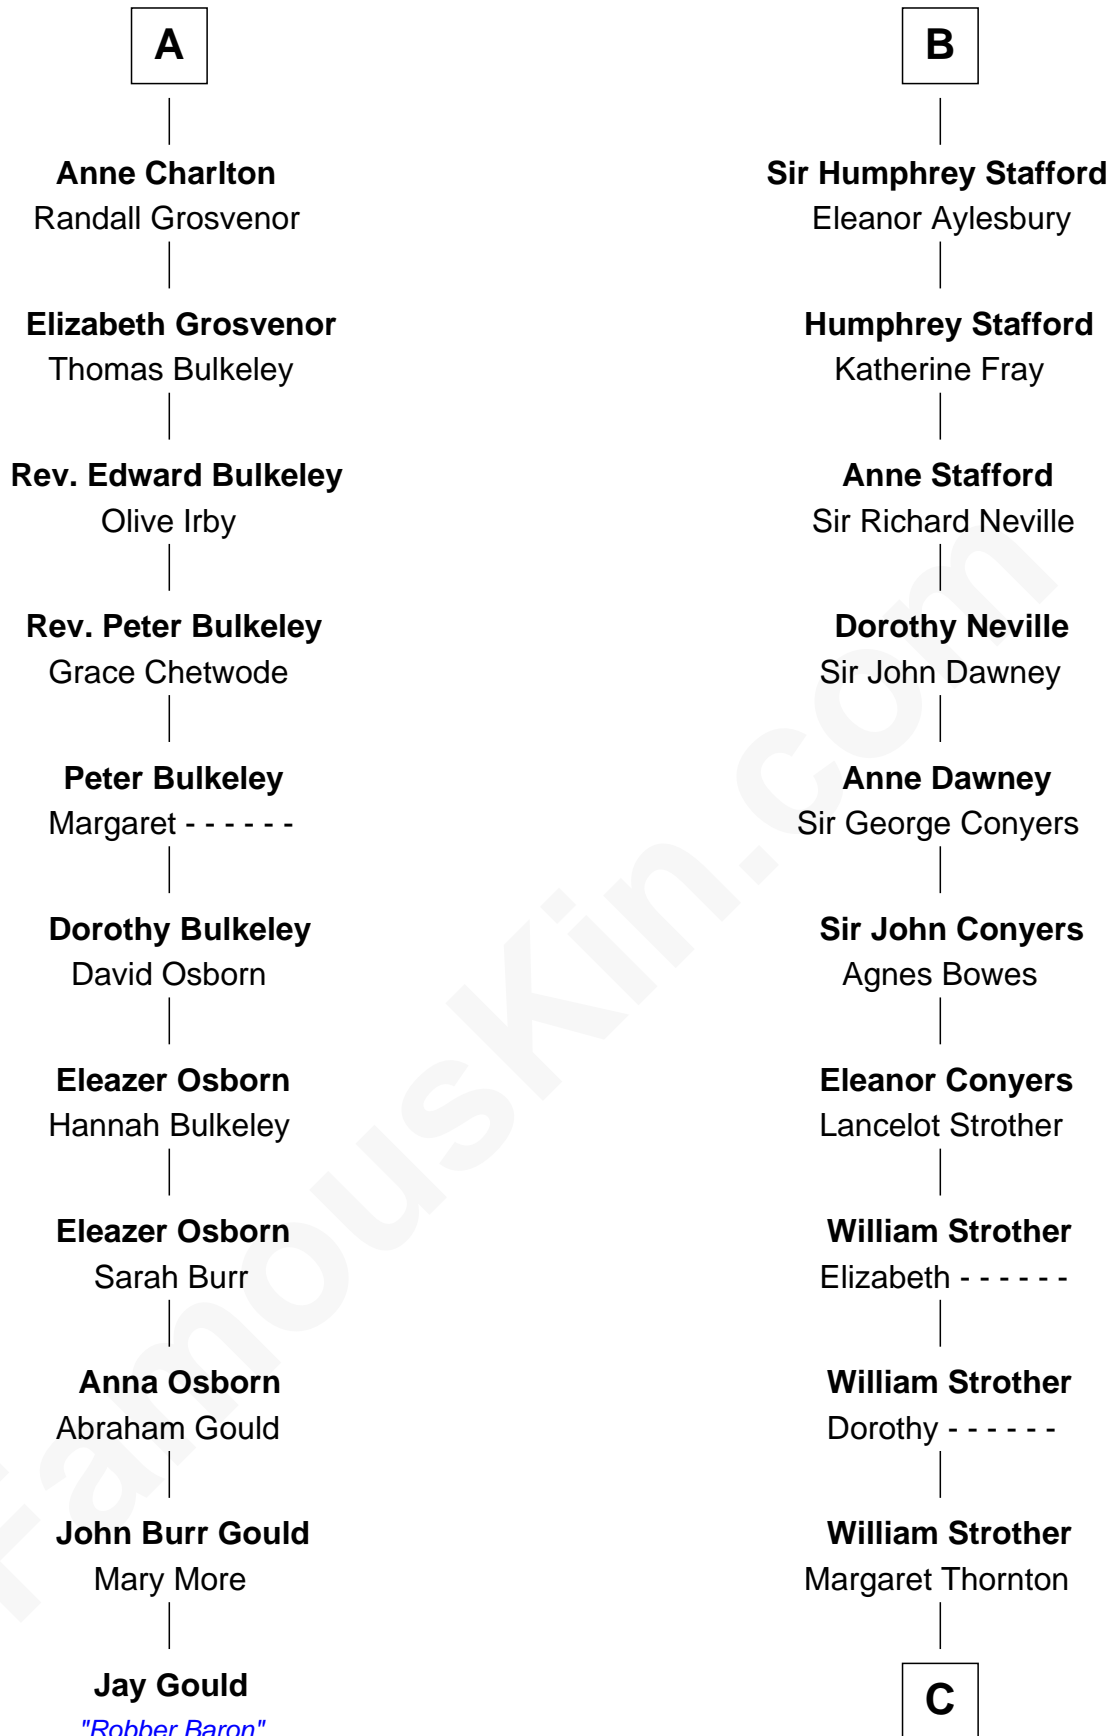 A
Anne Charlton
Randall Grosvenor
Elizabeth Grosvenor
Thomas Bulkeley
Rev. Edward Bulkeley
Olive Irby
Rev. Peter Bulkeley
Grace Chetwode
Peter Bulkeley
Margaret - - - - - -
Dorothy Bulkeley
David Osborn
Eleazer Osborn
Hannah Bulkeley
Eleazer Osborn
Sarah Burr
Anna Osborn
Abraham Gould
John Burr Gould
Mary More
Jay Gould
"Robber Baron"
B
Sir Humphrey Stafford
Eleanor Aylesbury
Humphrey Stafford
Katherine Fray
Anne Stafford
Sir Richard Neville
Dorothy Neville
Sir John Dawney
Anne Dawney
Sir George Conyers
Sir John Conyers
Agnes Bowes
Eleanor Conyers
Lancelot Strother
William Strother
Elizabeth - - - - - -
William Strother
Dorothy - - - - - -
William Strother
Margaret Thornton
C
FamousKin.com